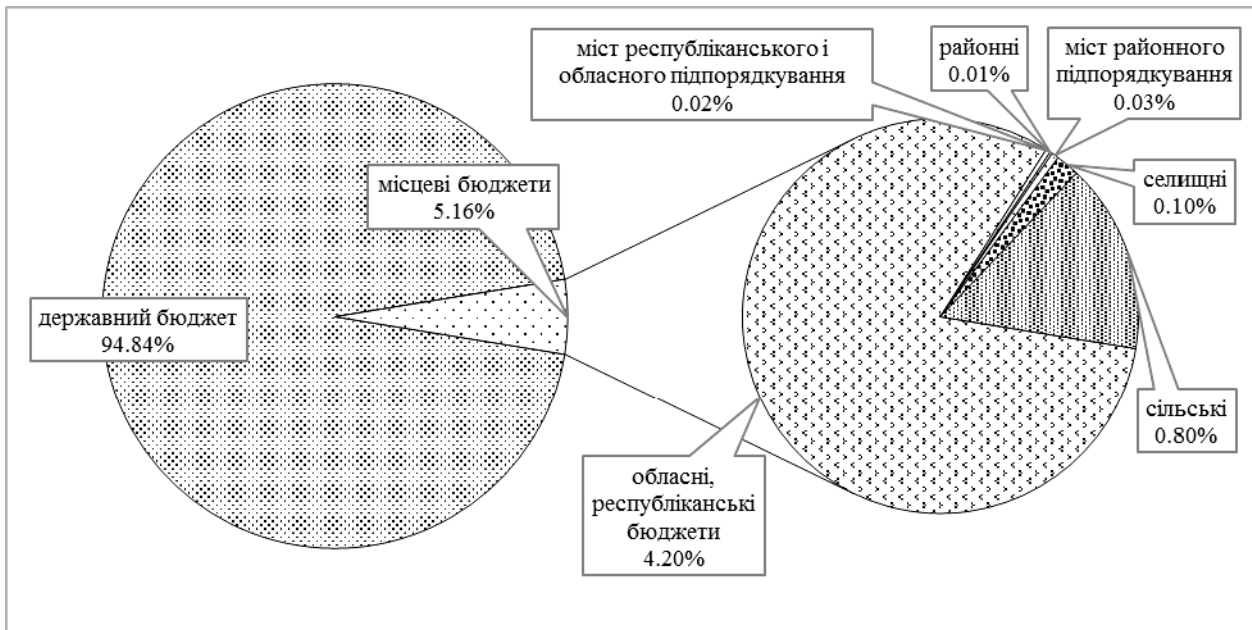 міст республіканського і
обласного підпорядкування
0.02%
районні
0.01%
міст районного
підпорядкування
0.03%
місцеві бюджети
5.16%
селищні
0.10%
державний бюджет
94.84%
сільські
0.80%
обласні,
республіканські
бюджети
4.20%